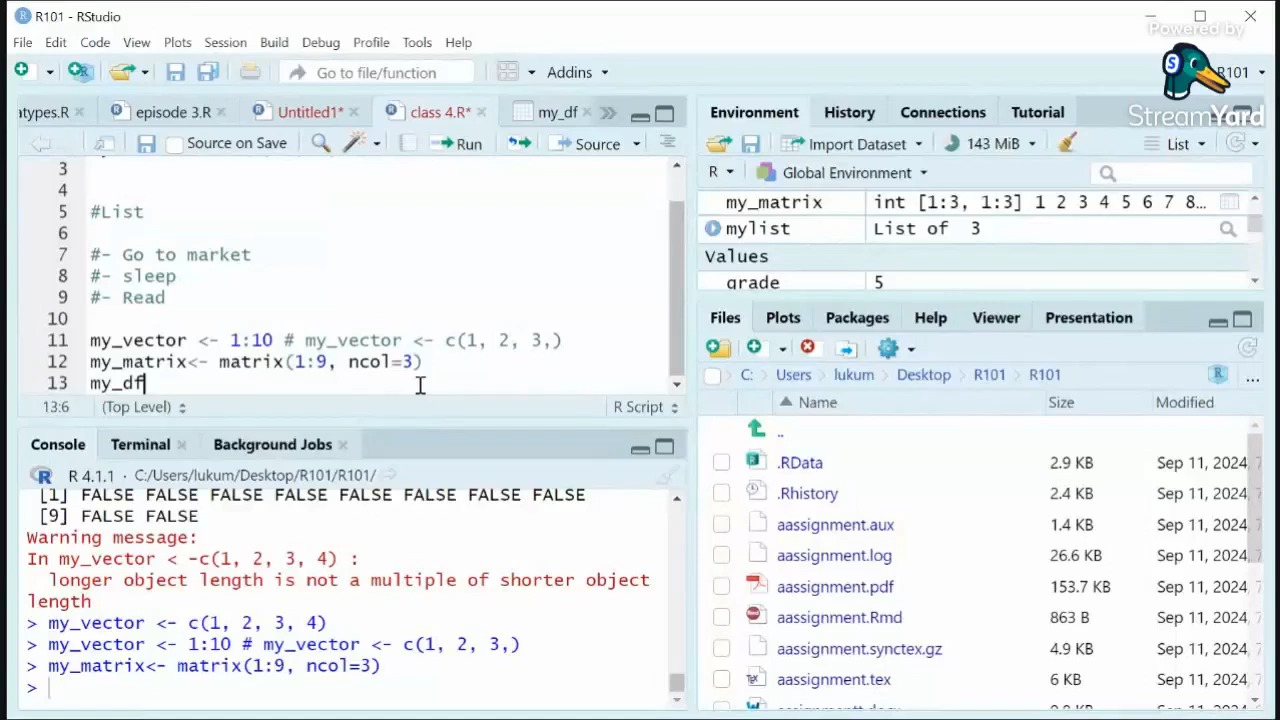 R101 - RStudio
Powered by
File Edit Code View Plots Session Build Debug Profile Tools Help
Go to file/function Addins R101
StreamYard
atypes.R episode 3.R Untitled1* class 4.R* my_df
Source on Save Run Source
3
4
5 #List
6
7 #- Go to market
8 #- sleep
9 #- Read
10
11 my_vector <- 1:10 # my_vector <- c(1, 2, 3,)
12 my_matrix<- matrix(1:9, ncol=3)
13 my_df
13:6 (Top Level) R Script
Console Terminal Background Jobs
R 4.1.1 · C:/Users/lukum/Desktop/R101/R101/
[1] FALSE FALSE FALSE FALSE FALSE FALSE FALSE FALSE
[9] FALSE FALSE
Warning message:
In my_vector < -c(1, 2, 3, 4) :
longer object length is not a multiple of shorter object
length
> my_vector <- c(1, 2, 3, 4)
> my_vector <- 1:10 # my_vector <- c(1, 2, 3,)
> my_matrix<- matrix(1:9, ncol=3)
>
Environment History Connections Tutorial
Import Dataset 143 MiB List
R Global Environment
my_matrix int [1:3, 1:3] 1 2 3 4 5 6 7 8…
mylist List of 3
Values
grade 5
Files Plots Packages Help Viewer Presentation
C: Users lukum Desktop R101 R101 ...
Name Size Modified
..
.RData 2.9 KB Sep 11, 2024, 7
.Rhistory 2.4 KB Sep 11, 2024, 7
aassignment.aux 1.4 KB Sep 11, 2024, 7
aassignment.log 26.6 KB Sep 11, 2024, 7
aassignment.pdf 153.7 KB Sep 11, 2024, 7
aassignment.Rmd 863 B Sep 11, 2024, 7
aassignment.synctex.gz 4.9 KB Sep 11, 2024, 7
aassignment.tex 6 KB Sep 11, 2024, 7